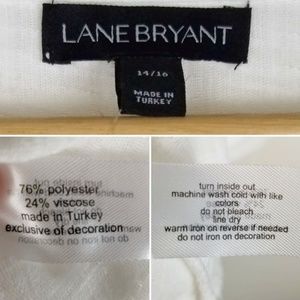 LANE BRYANT
14/16
MADE IN
TURKEY
76% polyester
24% viscose
made in Turkey
exclusive of decoration
turn inside out
machine wash cold with like
colors
do not bleach
line dry
warm iron on reverse if needed
do not iron on decoration